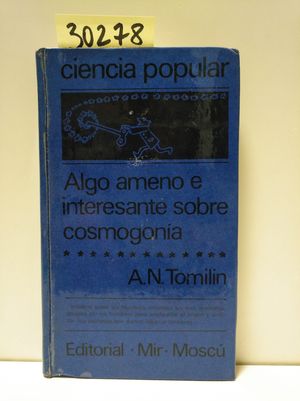 30278
ciencia popular
Algo ameno e
interesante sobre
cosmogonía
A.N.Tomilin
Editorial · Mir · Moscú